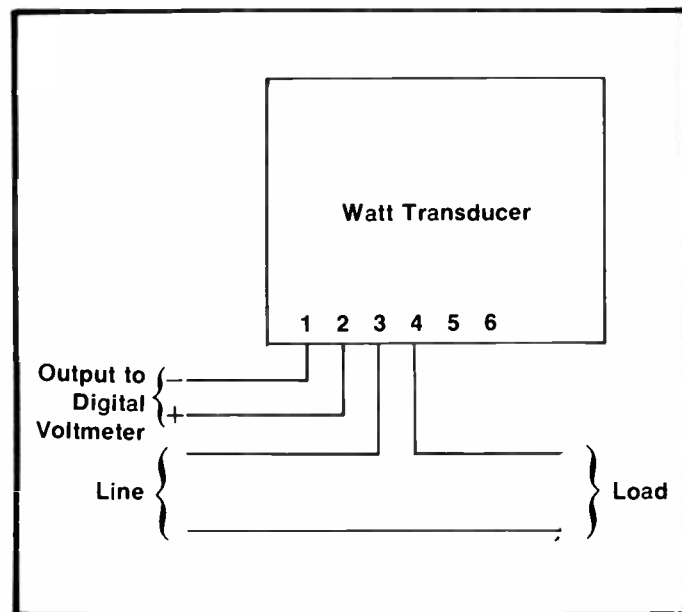 Watt Transducer
1 2 3 4 5 6
Output to
Digital
Voltmeter
−
+
Line
Load